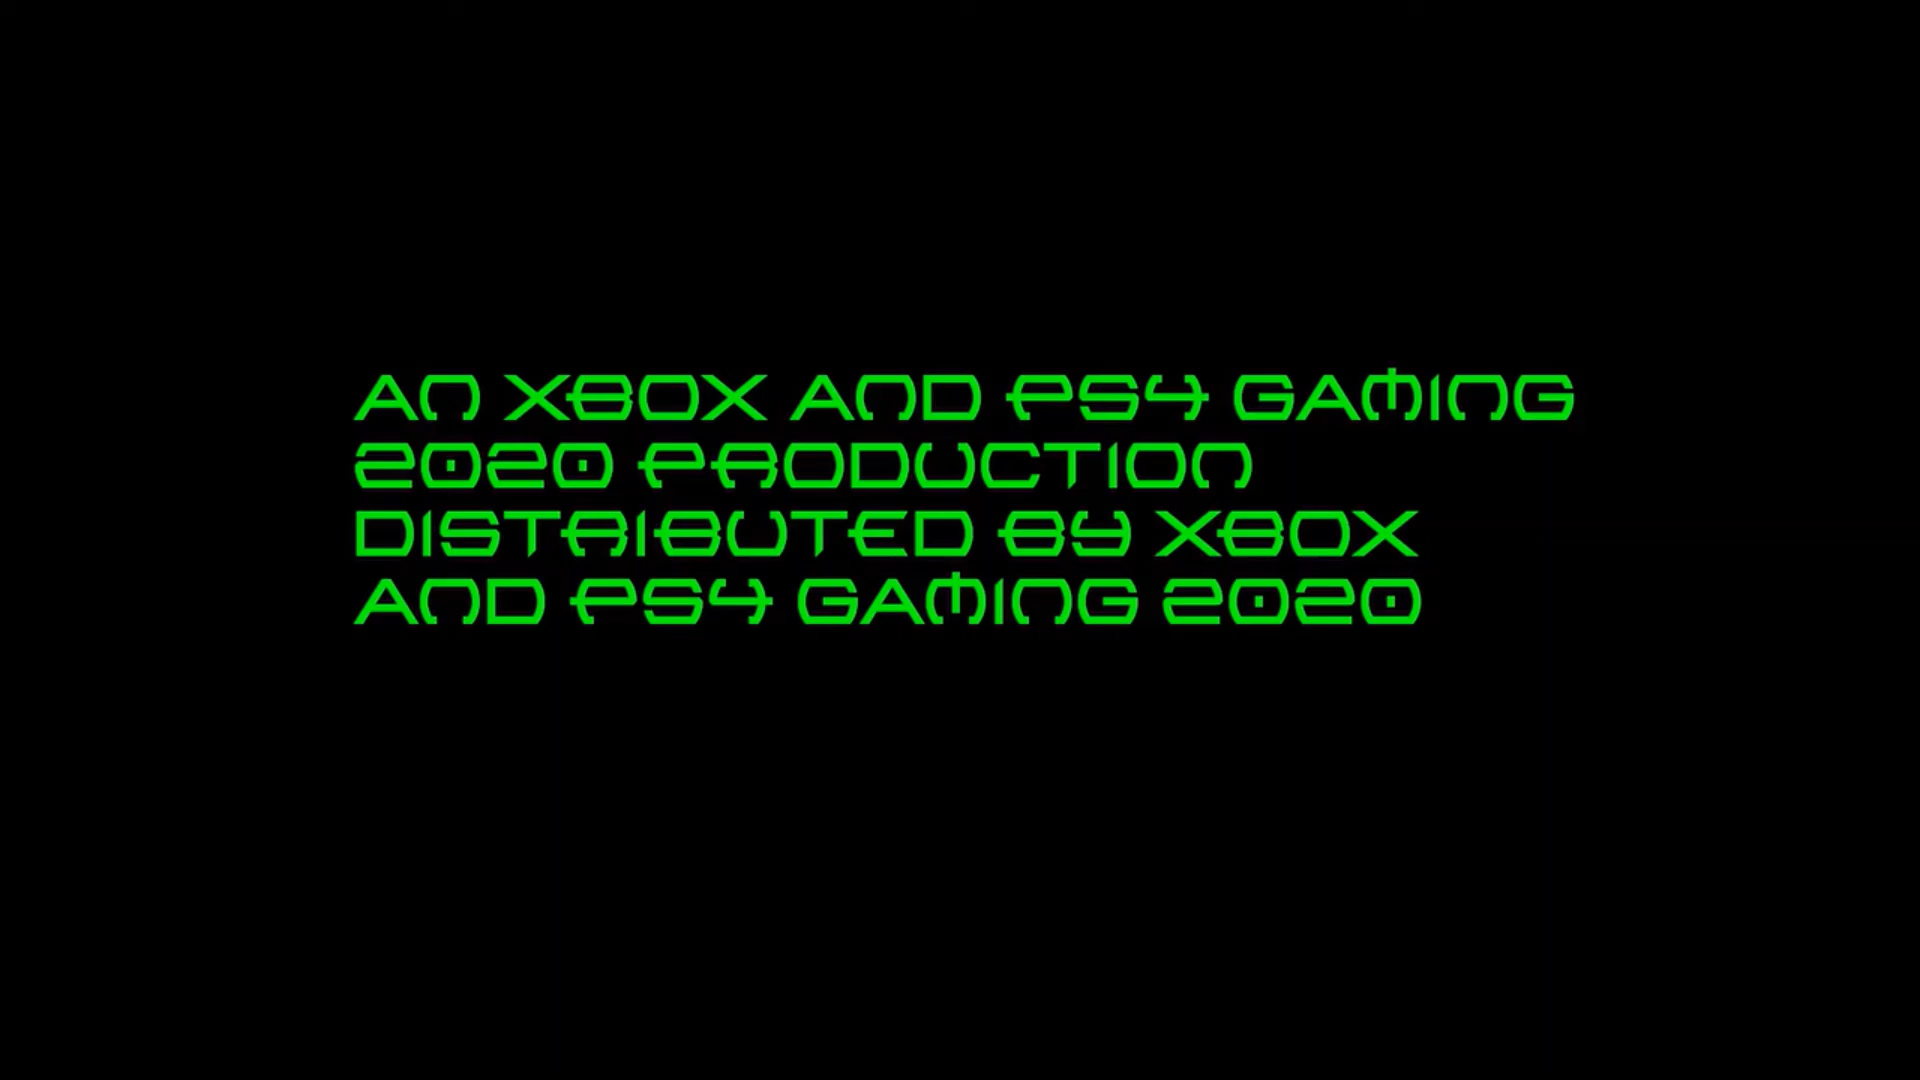 AN XBOX AND PS4 GAMING
2020 PRODUCTION
DISTRIBUTED BY XBOX
AND PS4 GAMING 2020